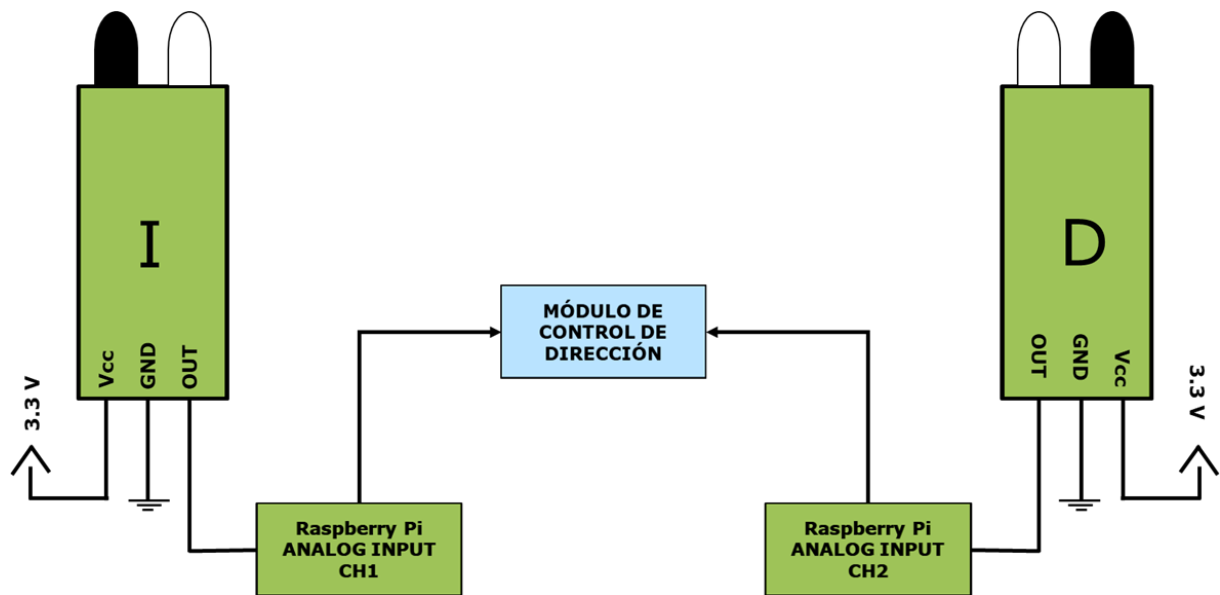 I
Vcc
GND
OUT
3.3 V
Raspberry Pi
ANALOG INPUT
CH1
MÓDULO DE
CONTROL DE
DIRECCIÓN
D
OUT
GND
Vcc
3.3 V
Raspberry Pi
ANALOG INPUT
CH2